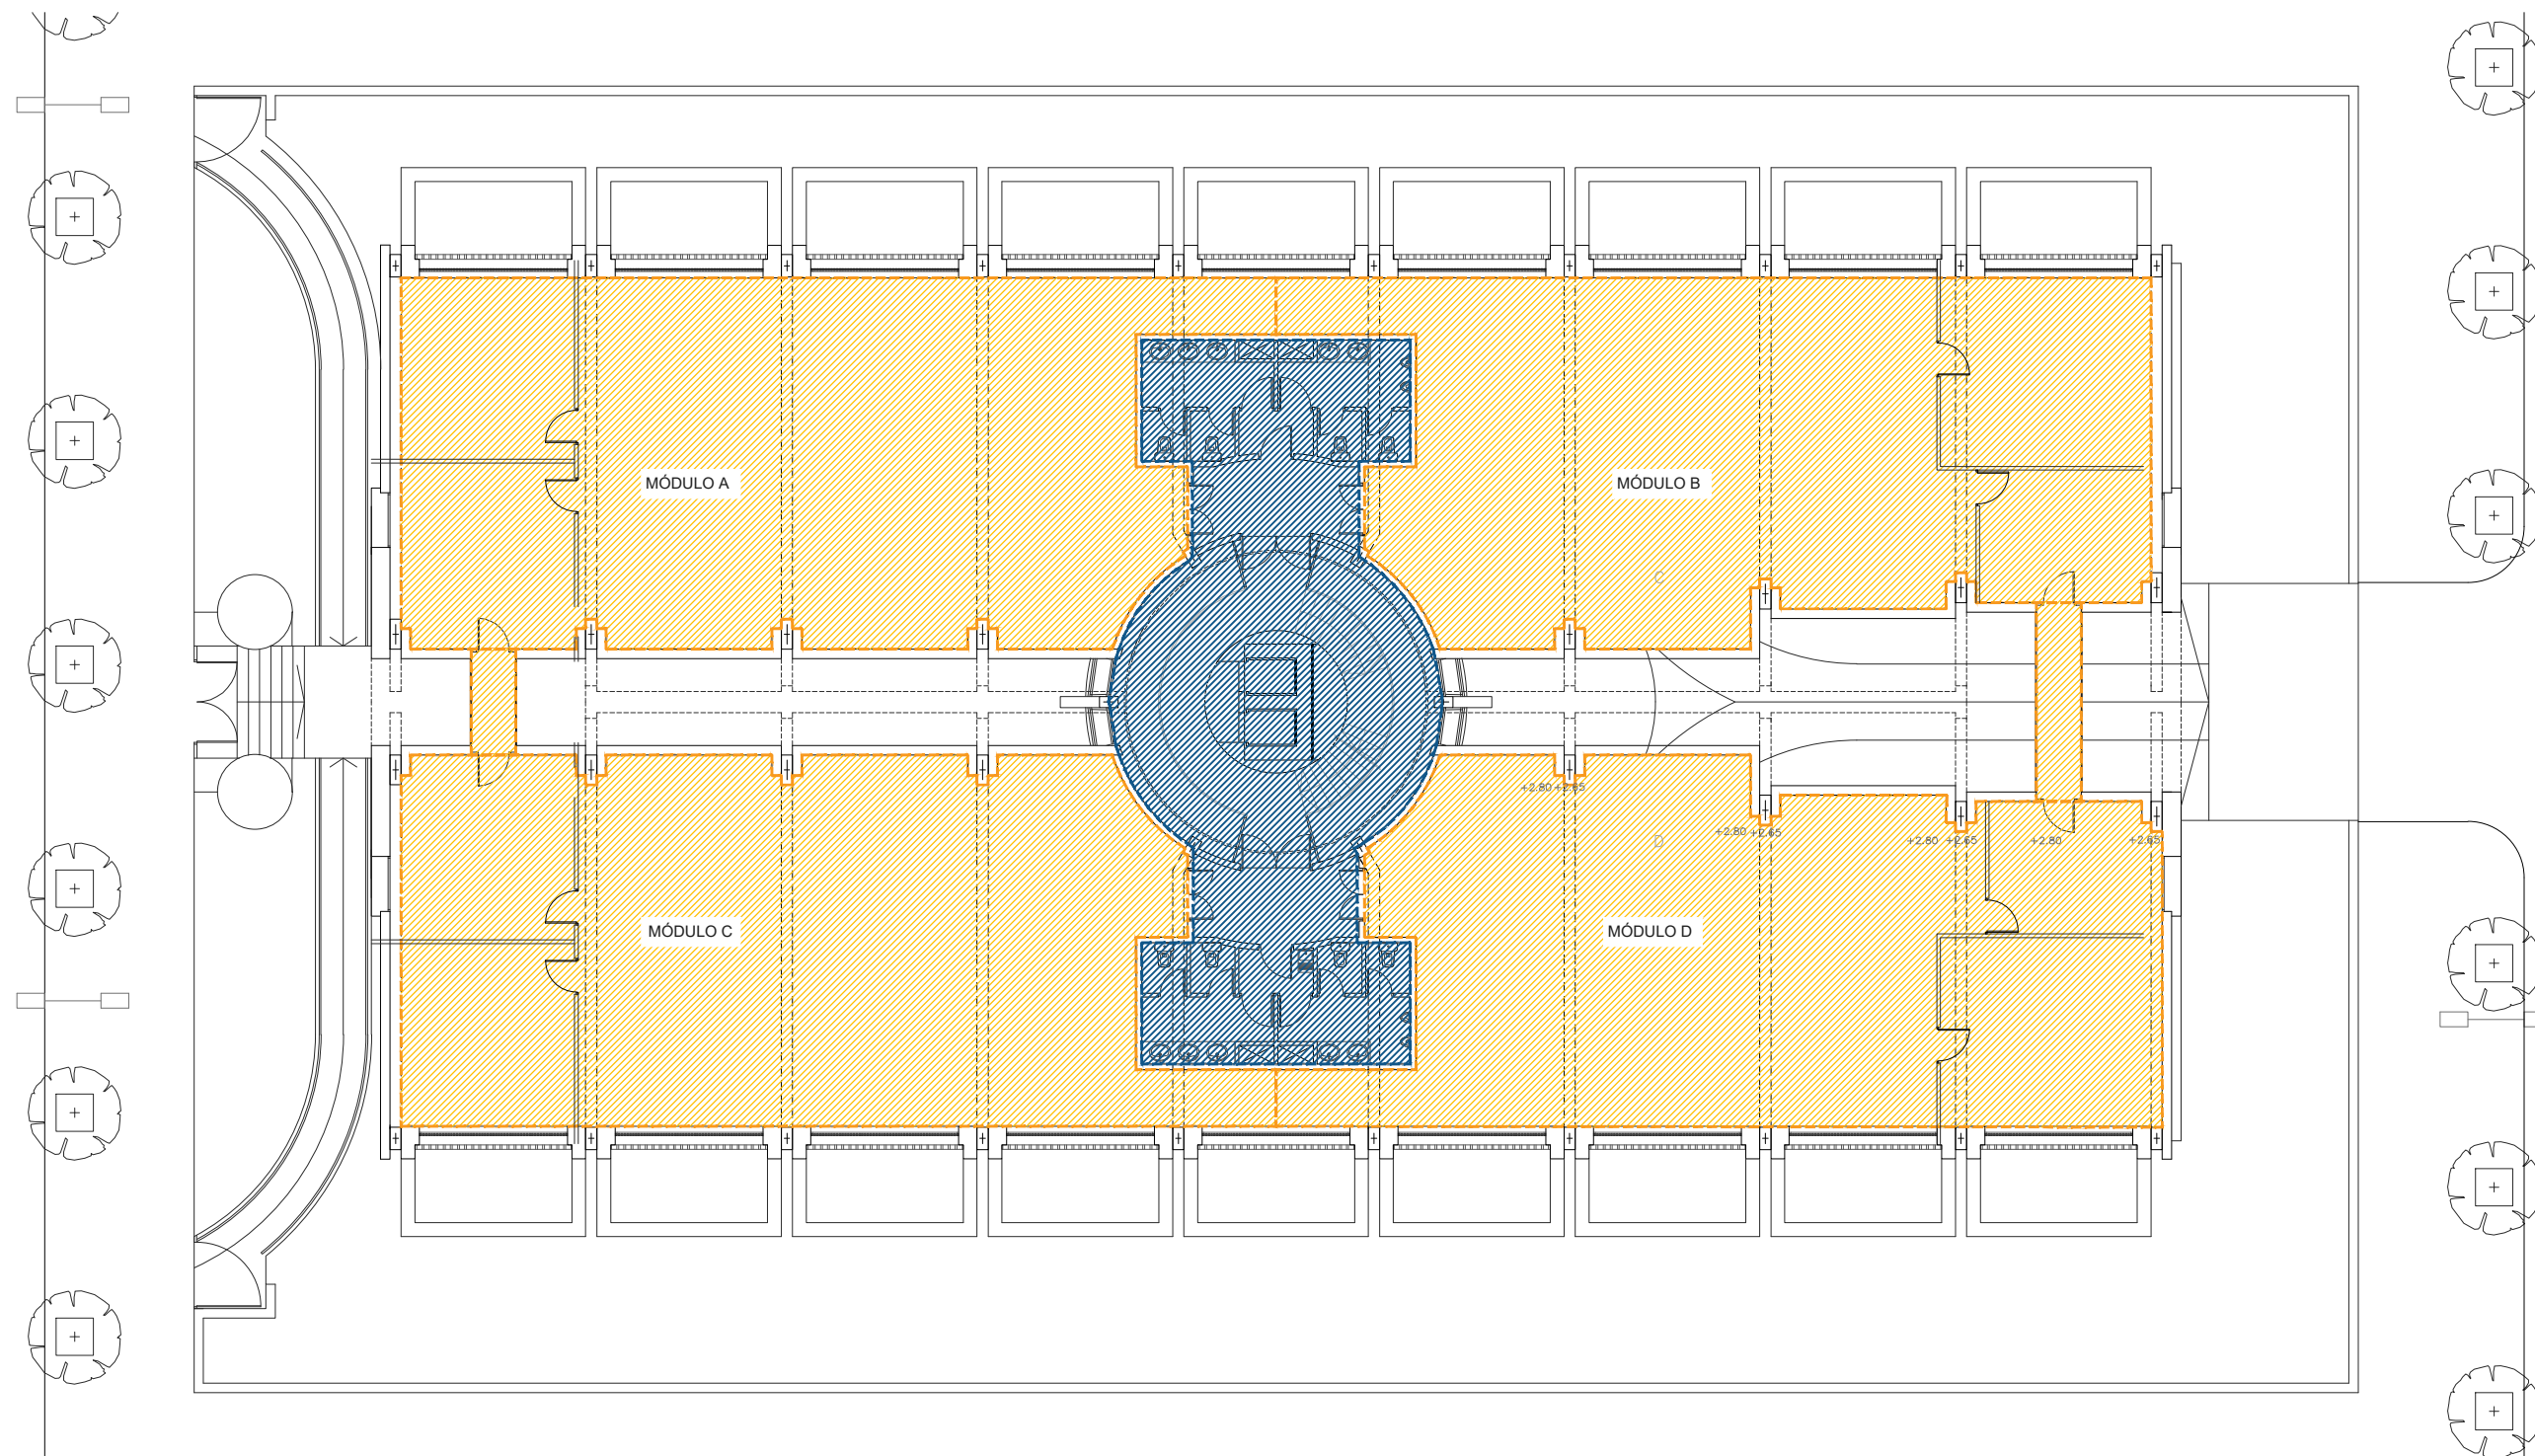 MÓDULO A
MÓDULO B
C
+2.80 +2.65
+2.80 +2.65
+2.80 +2.65
+2.80
+2.65
D
MÓDULO C
MÓDULO D